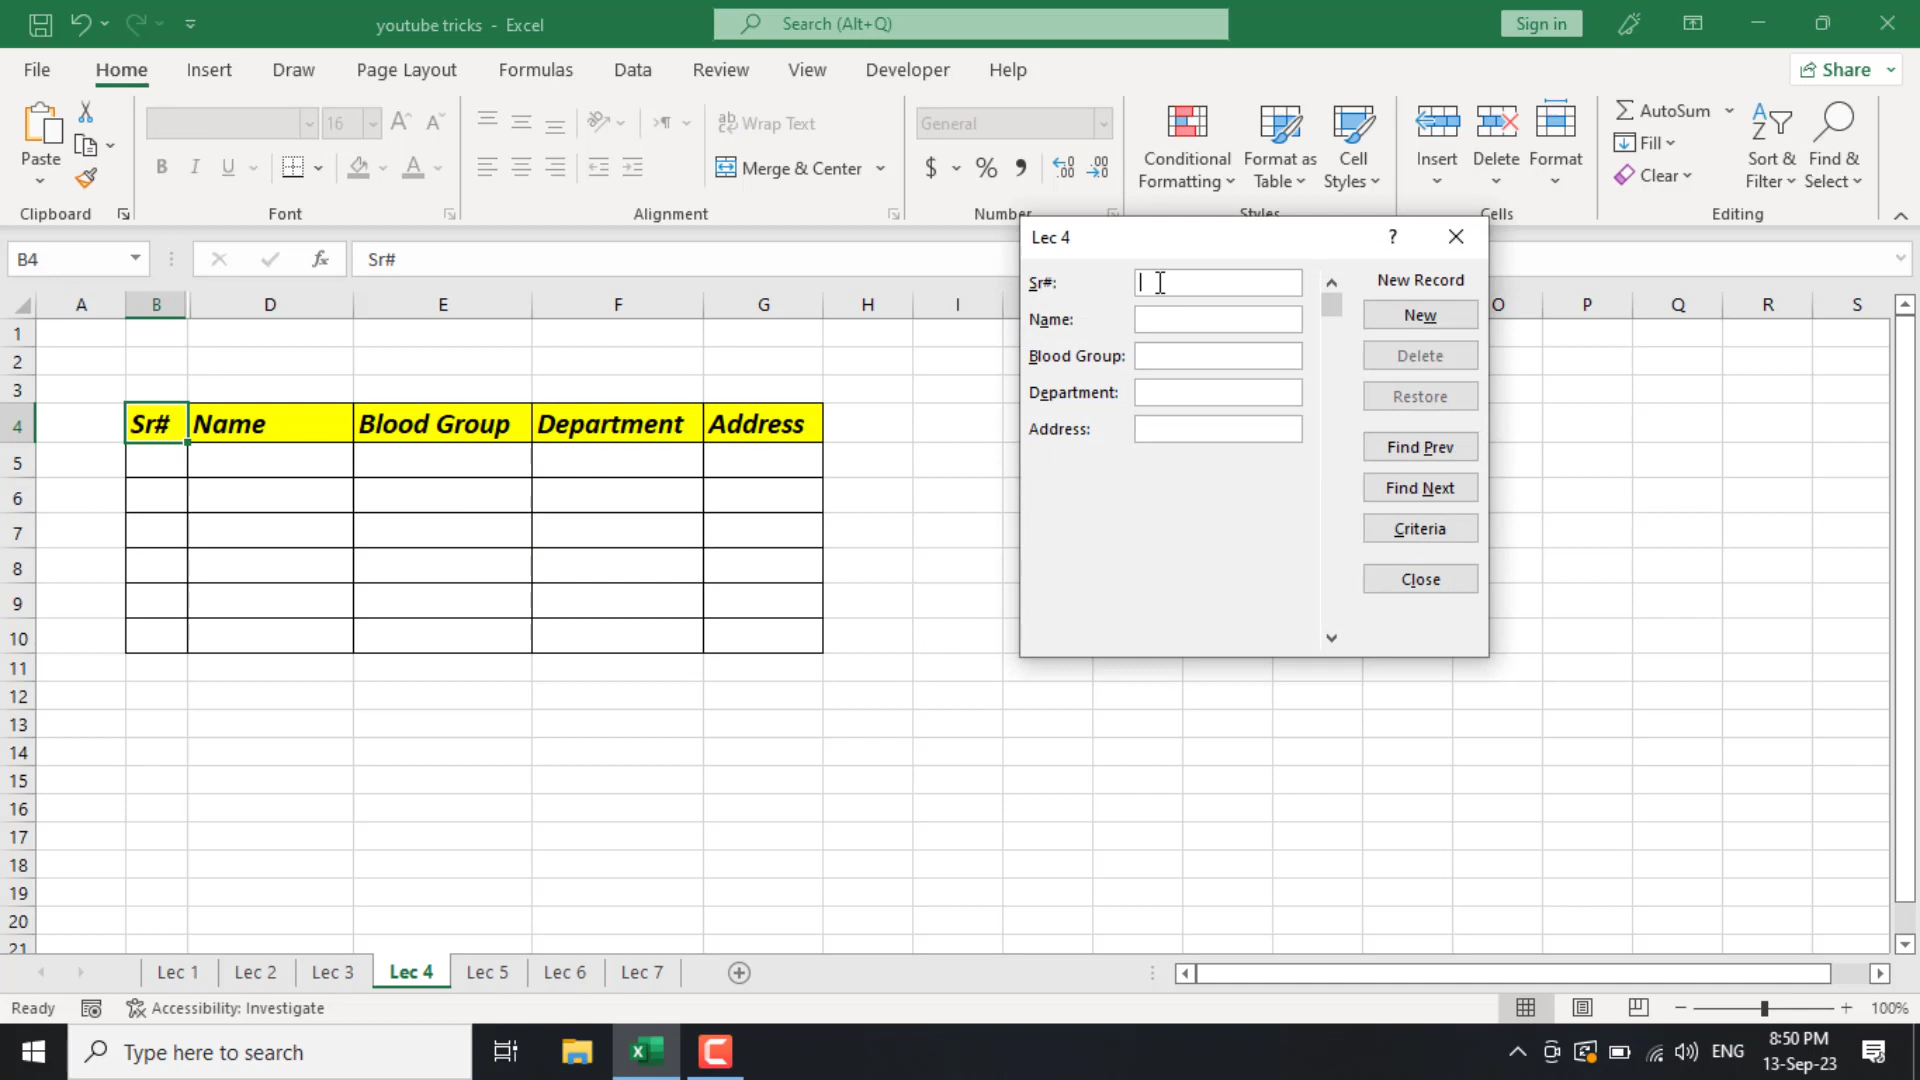 youtube tricks - Excel
Search (Alt+Q)
Sign in
File Home Insert Draw Page Layout Formulas Data Review View Developer Help
Share
Paste
Clipboard
16
B I U
Font
Wrap Text
Merge & Center
Alignment
General
$ % ,
Number
Conditional Formatting
Format as Table
Cell Styles
Styles
Insert
Delete
Format
Cells
AutoSum
Fill
Clear
Sort & Filter
Find & Select
Editing
B4
fx
Sr#
A B D E F G H I O P Q R S
1
2
3
4 Sr# Name Blood Group Department Address
5
6
7
8
9
10
11
12
13
14
15
16
17
18
19
20
21
Lec 4 ?
Sr#:
Name:
Blood Group:
Department:
Address:
New Record
New
Delete
Restore
Find Prev
Find Next
Criteria
Close
Lec 1 Lec 2 Lec 3 Lec 4 Lec 5 Lec 6 Lec 7
Ready
Accessibility: Investigate
100%
Type here to search
ENG
8:50 PM
13-Sep-23